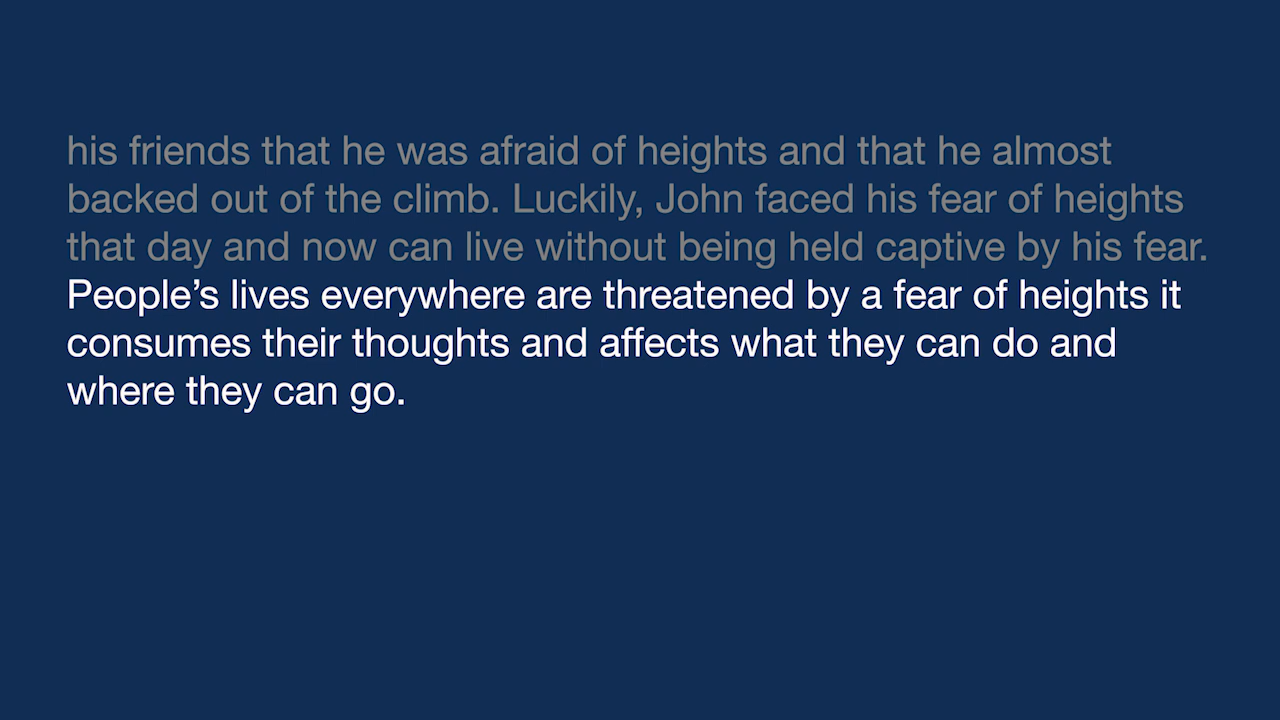 his friends that he was afraid of heights and that he almost
backed out of the climb. Luckily, John faced his fear of heights
that day and now can live without being held captive by his fear.
People’s lives everywhere are threatened by a fear of heights it
consumes their thoughts and affects what they can do and
where they can go.